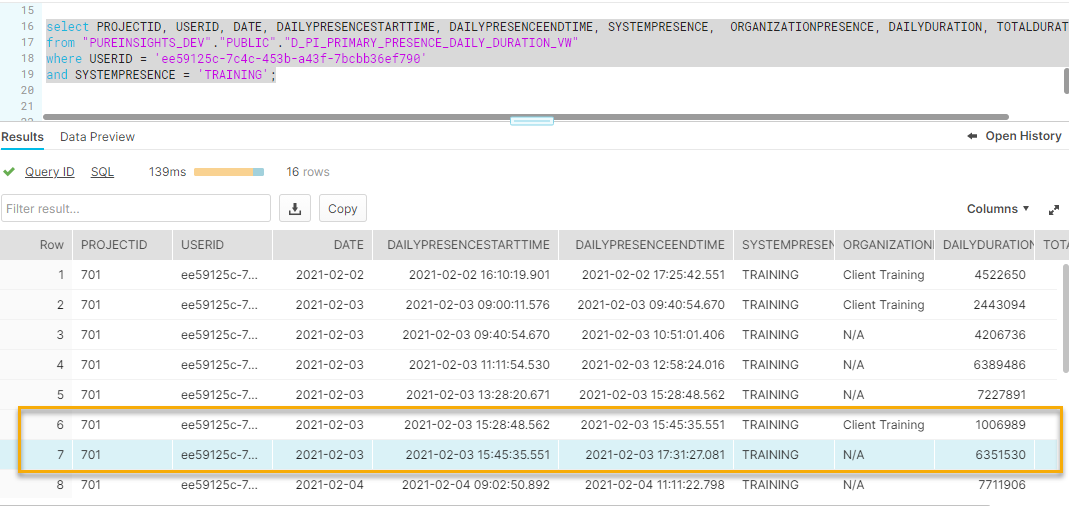 15
16 select PROJECTID, USERID, DATE, DAILYPRESENCESTARTTIME, DAILYPRESENCEENDTIME, SYSTEMPRESENCE, ORGANIZATIONPRESENCE, DAILYDURATION, TOTALDURAT
17 from "PUREINSIGHTS_DEV"."PUBLIC"."D_PI_PRIMARY_PRESENCE_DAILY_DURATION_VW"
18 where USERID = 'ee59125c-7c4c-453b-a43f-7bcbb36ef790'
19 and SYSTEMPRESENCE = 'TRAINING';
20
21
Results Data Preview Open History
Query ID SQL 139ms 16 rows
Filter result... Copy Columns
Row PROJECTID USERID DATE DAILYPRESENCESTARTTIME DAILYPRESENCEENDTIME SYSTEMPRESEN ORGANIZATIONI DAILYDURATION TOTA
1 701 ee59125c-7... 2021-02-02 2021-02-02 16:10:19.901 2021-02-02 17:25:42.551 TRAINING Client Training 4522650
2 701 ee59125c-7... 2021-02-03 2021-02-03 09:00:11.576 2021-02-03 09:40:54.670 TRAINING Client Training 2443094
3 701 ee59125c-7... 2021-02-03 2021-02-03 09:40:54.670 2021-02-03 10:51:01.406 TRAINING N/A 4206736
4 701 ee59125c-7... 2021-02-03 2021-02-03 11:11:54.530 2021-02-03 12:58:24.016 TRAINING N/A 6389486
5 701 ee59125c-7... 2021-02-03 2021-02-03 13:28:20.671 2021-02-03 15:28:48.562 TRAINING N/A 7227891
6 701 ee59125c-7... 2021-02-03 2021-02-03 15:28:48.562 2021-02-03 15:45:35.551 TRAINING Client Training 1006989
7 701 ee59125c-7... 2021-02-03 2021-02-03 15:45:35.551 2021-02-03 17:31:27.081 TRAINING N/A 6351530
8 701 ee59125c-7... 2021-02-04 2021-02-04 09:02:50.892 2021-02-04 11:11:22.798 TRAINING N/A 7711906